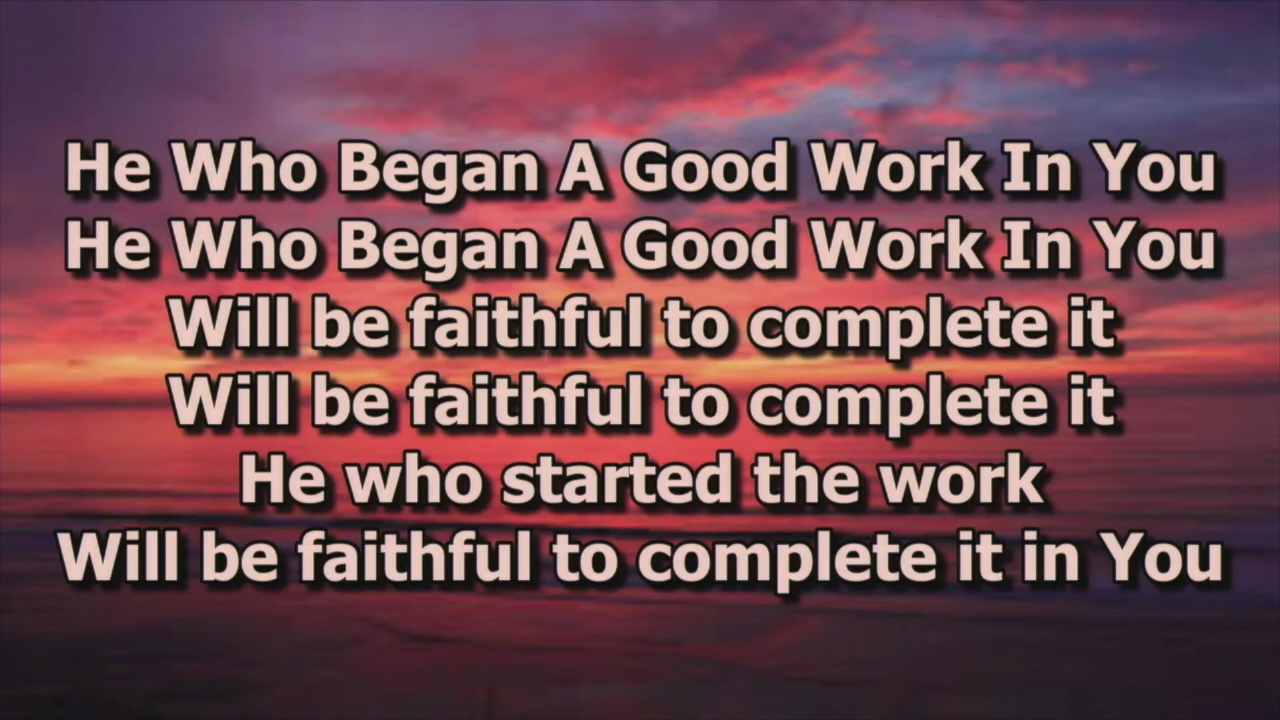 He Who Began A Good Work In You
He Who Began A Good Work In You
Will be faithful to complete it
Will be faithful to complete it
He who started the work
Will be faithful to complete it in You